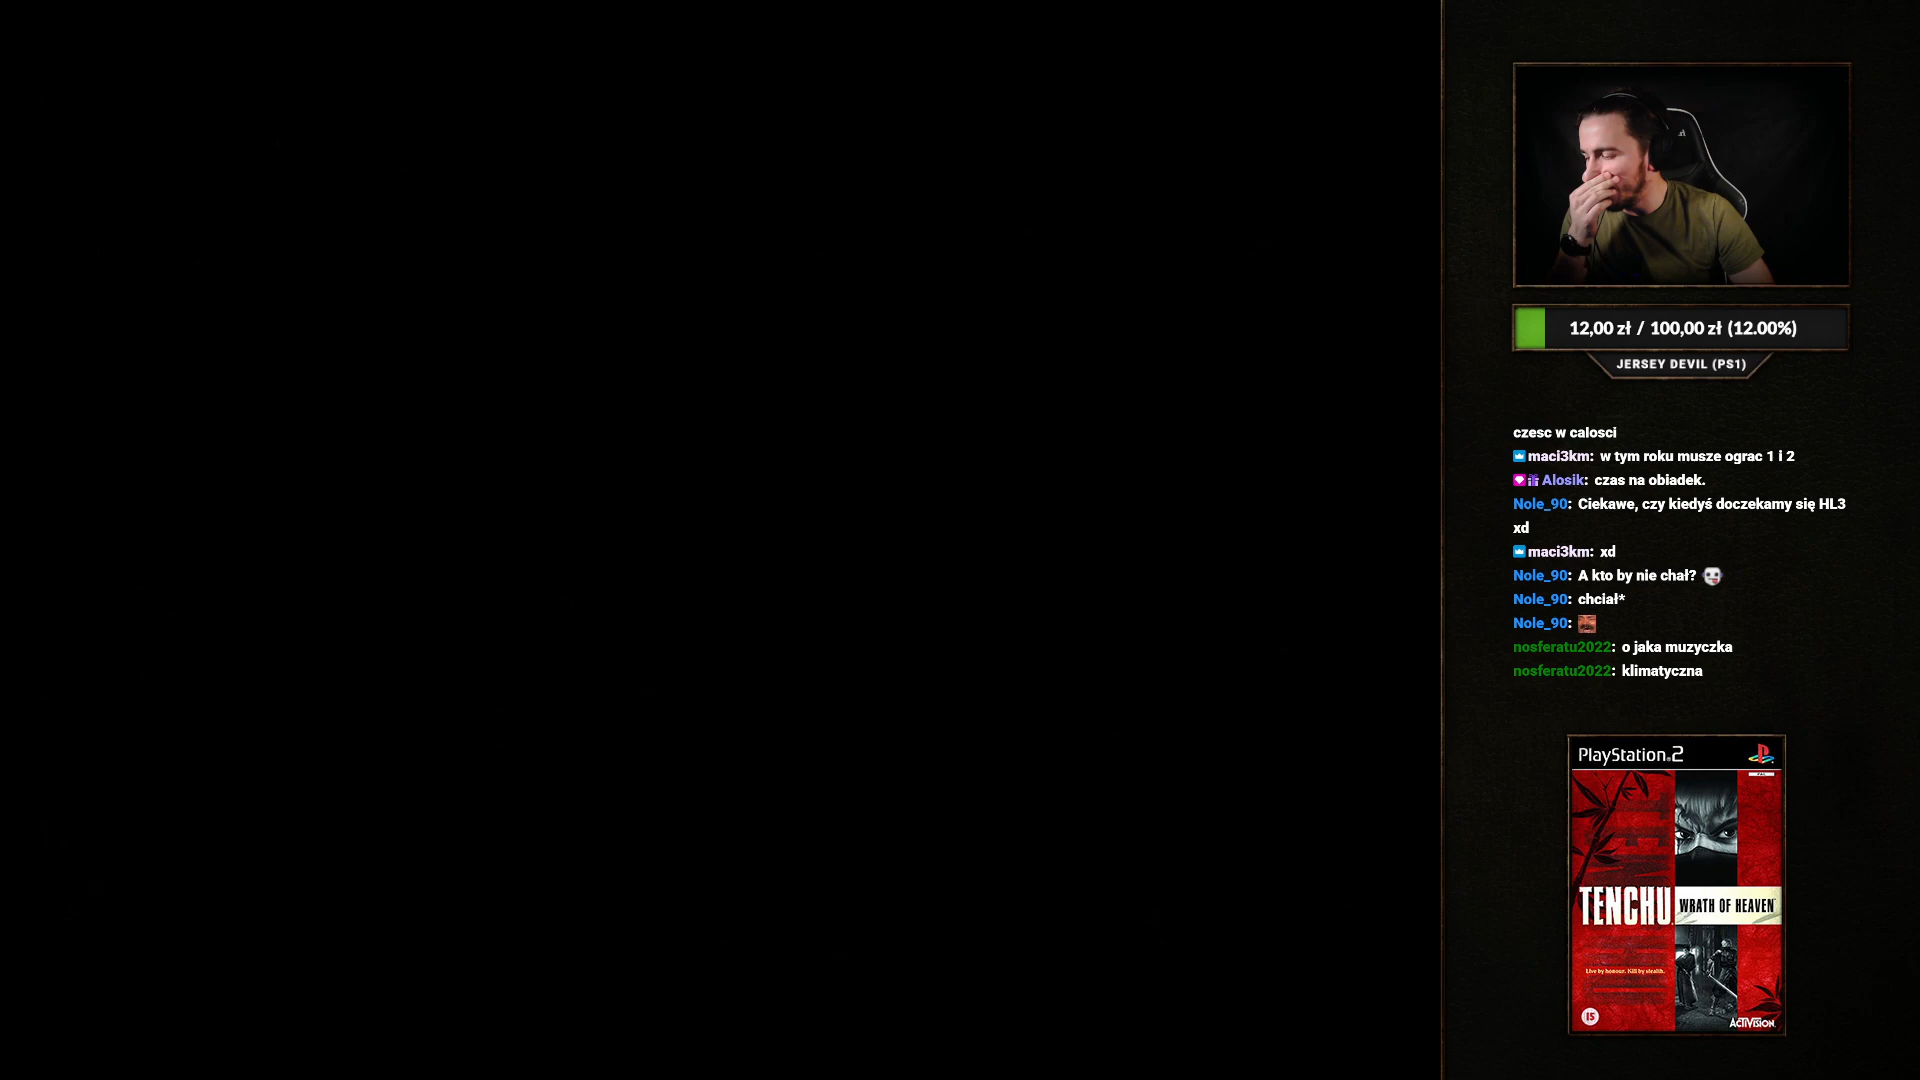 12,00 zł / 100,00 zł (12.00%)
JERSEY DEVIL (PS1)
czesc w calosci
maci3km: w tym roku musze ograc 1 i 2
Alosik: czas na obiadek.
Nole_90: Ciekawe, czy kiedyś doczekamy się HL3
xd
maci3km: xd
Nole_90: A kto by nie chał?
Nole_90: chciał*
Nole_90:
nosferatu2022: o jaka muzyczka
nosferatu2022: klimatyczna
PlayStation.2
TENCHU WRATH OF HEAVEN
Live by honour. Kill by stealth.
15
ACTIVISION